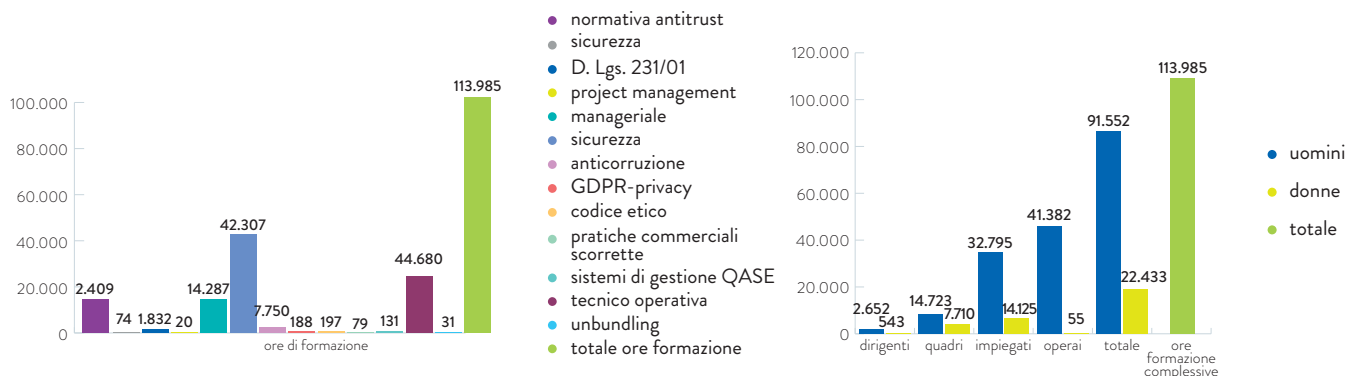 100.000
80.000
60.000
40.000
20.000
0
2.409
74
1.832
20
14.287
42.307
7.750
188
197
79
131
44.680
31
113.985
ore di formazione
normativa antitrust
sicurezza
D. Lgs. 231/01
project management
manageriale
sicurezza
anticorruzione
GDPR-privacy
codice etico
pratiche commerciali
scorrette
sistemi di gestione QASE
tecnico operativa
unbundling
totale ore formazione
120.000
100.000
80.000
60.000
40.000
20.000
0
2.652
543
14.723
7.710
32.795
14.125
41.382
55
91.552
22.433
113.985
dirigenti
quadri
impiegati
operai
totale
ore
formazione
complessive
uomini
donne
totale